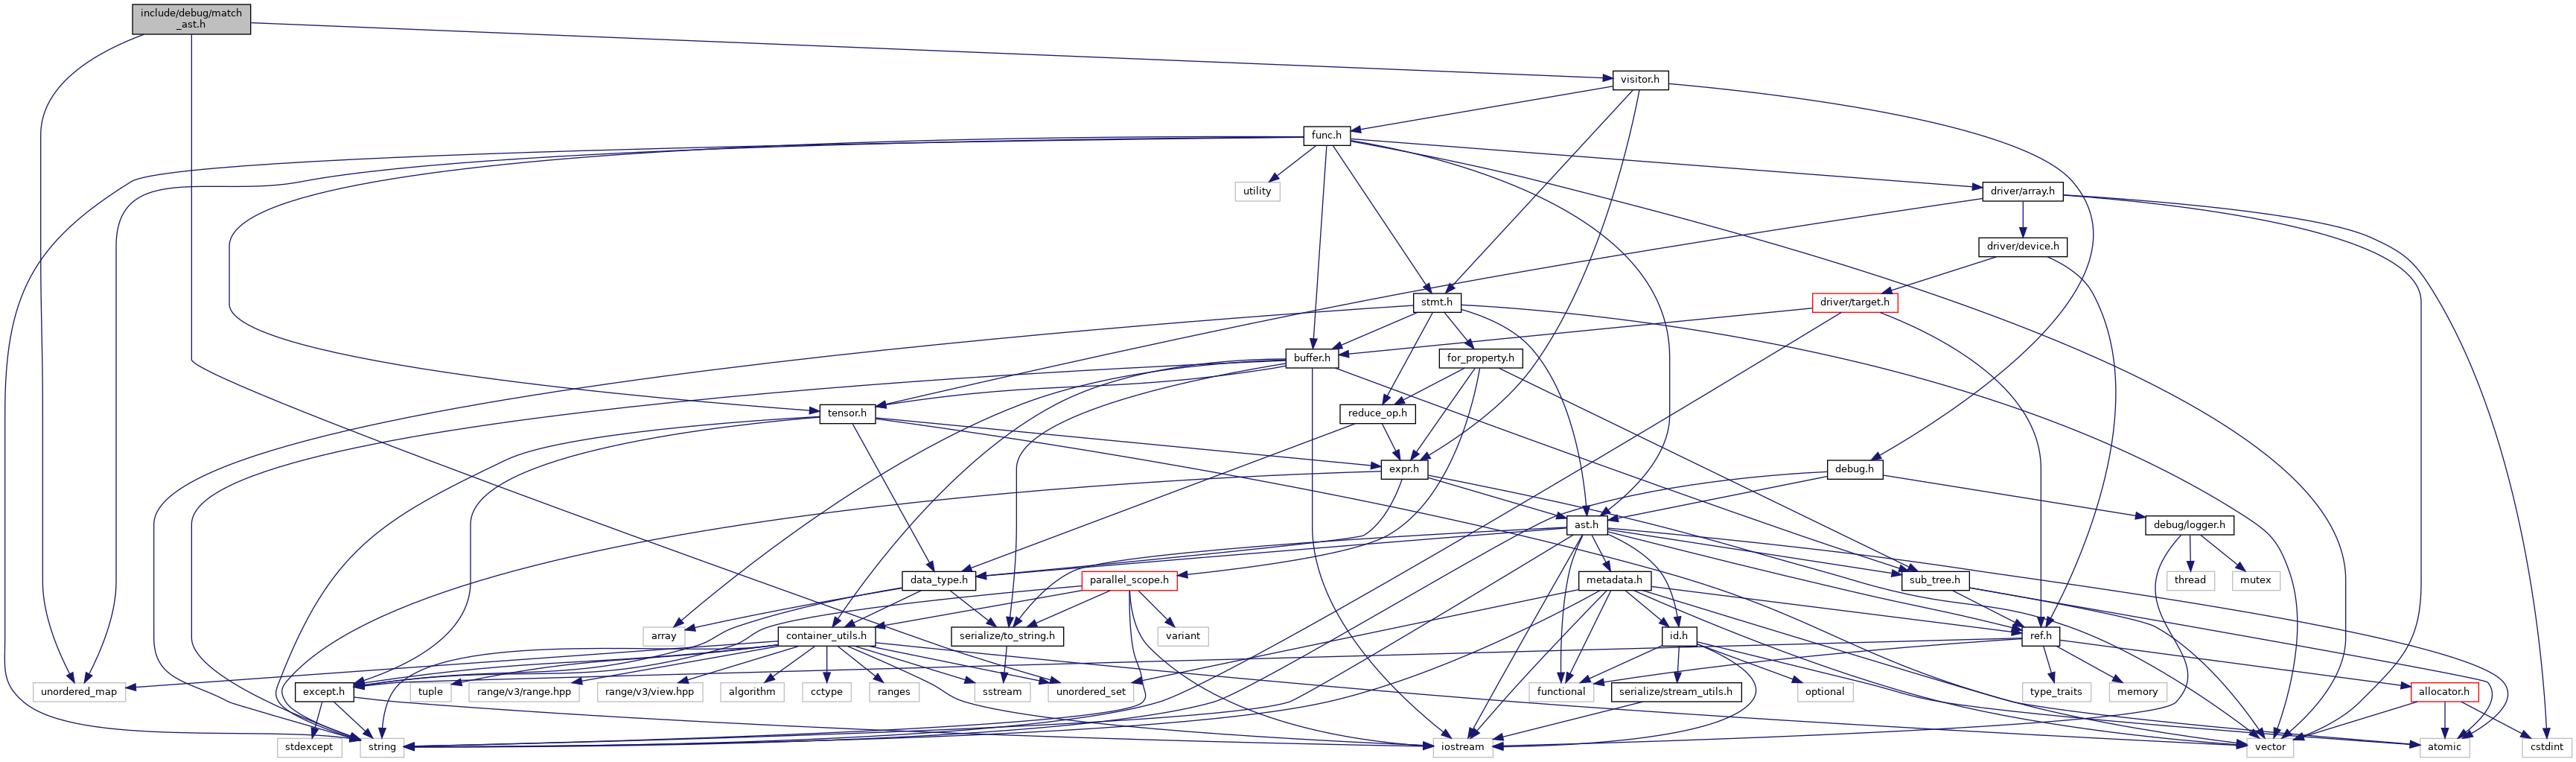 include/debug/match
_ast.h
visitor.h
func.h
utility
driver/array.h
driver/device.h
stmt.h
driver/target.h
buffer.h
for_property.h
tensor.h
reduce_op.h
expr.h
debug.h
ast.h
debug/logger.h
data_type.h
parallel_scope.h
metadata.h
sub_tree.h
thread
mutex
array
container_utils.h
serialize/to_string.h
variant
id.h
ref.h
unordered_map
except.h
tuple
range/v3/range.hpp
range/v3/view.hpp
algorithm
cctype
ranges
sstream
unordered_set
functional
serialize/stream_utils.h
optional
type_traits
memory
allocator.h
stdexcept
string
iostream
vector
atomic
cstdint